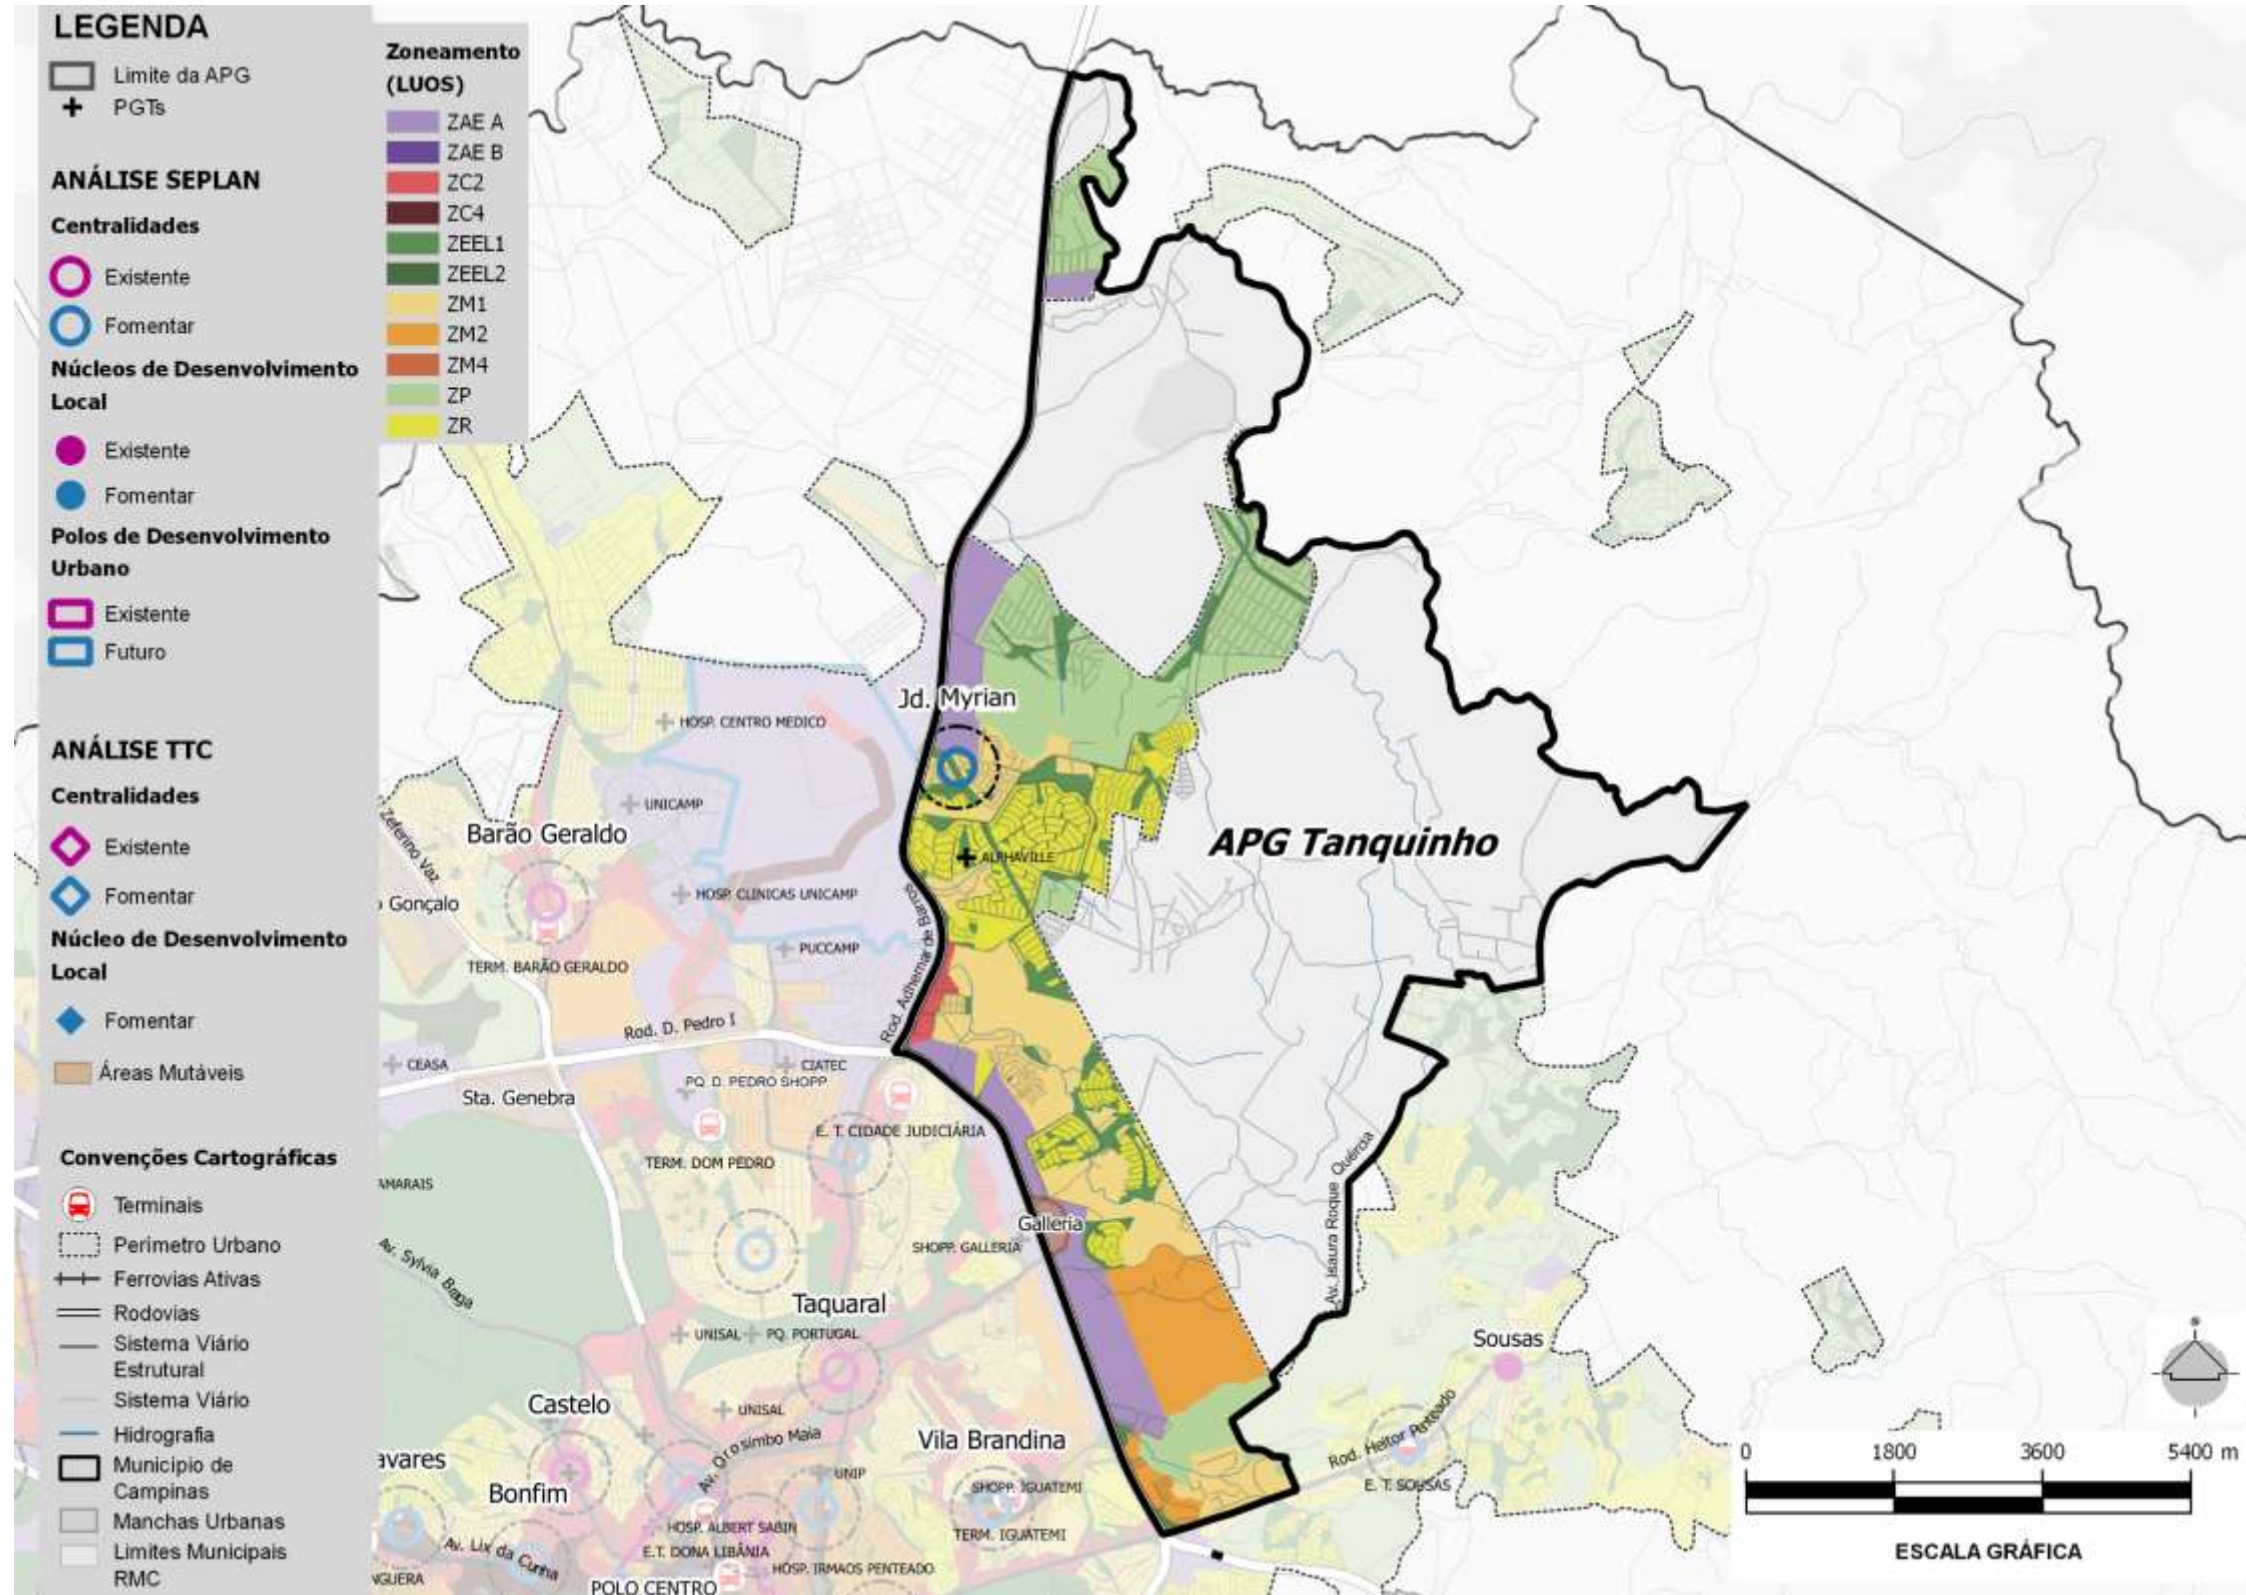 LEGENDA
Limite da APG
PGTs
ANÁLISE SEPLAN
Centralidades
Existente
Fomentar
Núcleos de Desenvolvimento
Local
Existente
Fomentar
Polos de Desenvolvimento
Urbano
Existente
Futuro
ANÁLISE TTC
Centralidades
Existente
Fomentar
Núcleo de Desenvolvimento
Local
Fomentar
Áreas Mutáveis
Convenções Cartográficas
Terminais
Perimetro Urbano
Ferrovias Ativas
Rodovias
Sistema Viário
Estrutural
Sistema Viário
Hidrografia
Municipio de
Campinas
Manchas Urbanas
Limites Municipais
RMC
Zoneamento
(LUOS)
ZAE A
ZAE B
ZC2
ZC4
ZEEL1
ZEEL2
ZM1
ZM2
ZM4
ZP
ZR
Jd. Myrian
HOSP. CENTRO MEDICO
UNICAMP
Zeferino Vaz
Barão Geraldo
ALPHAVILLE
APG Tanquinho
HOSP. CLINICAS UNICAMP
o Gonçalo
PUCCAMP
TERM. BARÃO GERALDO
Rod. Adhemar de Barros
Rod. D. Pedro I
CEASA
CIATEC
PQ. D. PEDRO SHOPP
Sta. Genebra
E. T. CIDADE JUDICIÁRIA
TERM. DOM PEDRO
AMARAIS
Av. Isaura Roque Quércia
Galleria
SHOPP. GALLERIA
Av. Sylvia Baga
Taquaral
UNISAL
PQ. PORTUGAL
Sousas
Castelo
UNISAL
Av. Orosimbo Maia
Vila Brandina
Rod. Heitor Penteado
avares
UNIP
SHOPP. IGUATEMI
E. T. SOUSAS
Bonfim
HOSP. ALBERT SABIN
TERM. IGUATEMI
Av. Lix da Cunha
E.T. DONA LIBÂNIA
HOSP. IRMAOS PENTEADO
NGUERA
POLO CENTRO
0 1800 3600 5400 m
ESCALA GRÁFICA